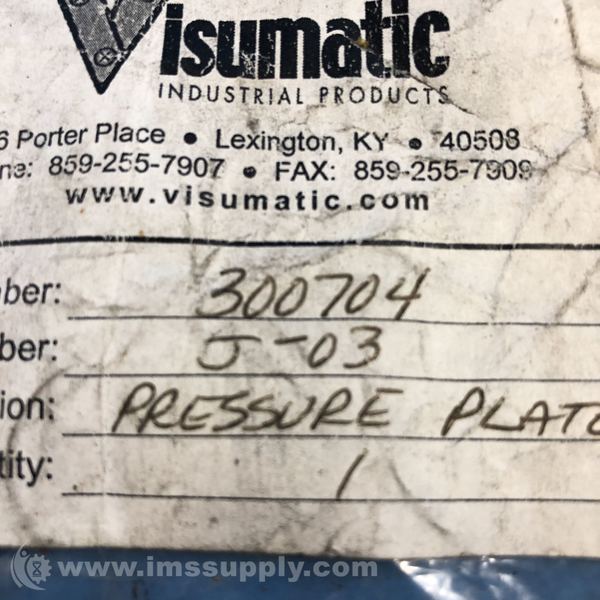 Visumatic
INDUSTRIAL PRODUCTS
6 Porter Place • Lexington, KY • 40508
ne: 859-255-7907 • FAX: 859-255-7909
www.visumatic.com
ber: 300704
ber: J-03
ion: PRESSURE PLATE
tity: 1
www.imssupply.com